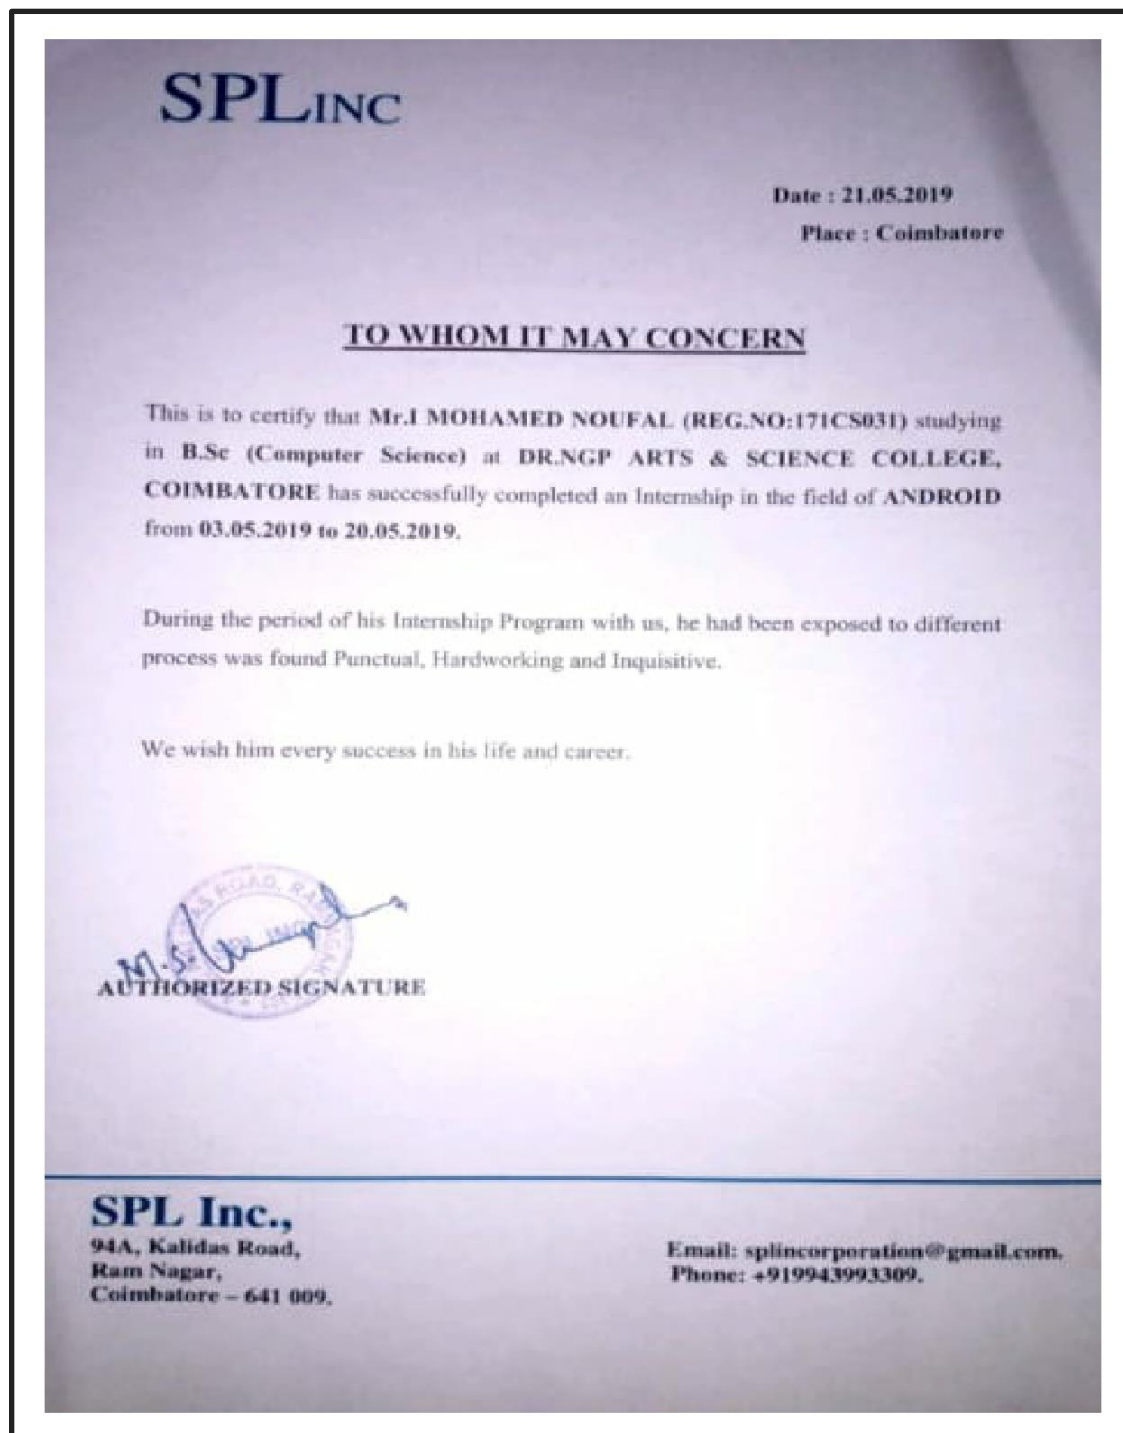 SPLINC
Date : 21.05.2019
Place : Coimbatore
TO WHOM IT MAY CONCERN
This is to certify that Mr.I MOHAMED NOUFAL (REG.NO:171CS031) studying
in B.Sc (Computer Science) at DR.NGP ARTS & SCIENCE COLLEGE,
COIMBATORE has successfully completed an Internship in the field of ANDROID
from 03.05.2019 to 20.05.2019.
During the period of his Internship Program with us, he had been exposed to different
process was found Punctual, Hardworking and Inquisitive.
We wish him every success in his life and career.
ROAD,
M.S.
AUTHORIZED SIGNATURE
SPL Inc.,
94A, Kalidas Road,
Ram Nagar,
Coimbatore – 641 009.
Email: splincorporation@gmail.com.
Phone: +919943993309.